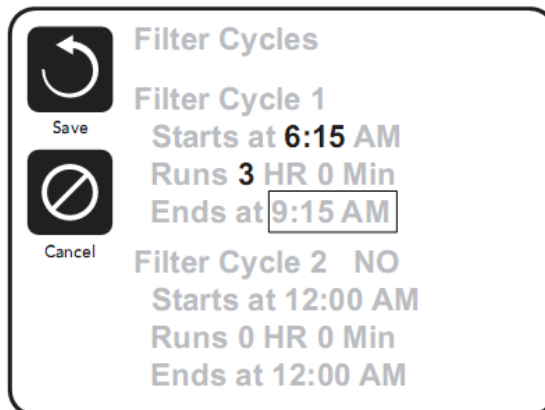 Filter Cycles
Save
Cancel
Filter Cycle 1
Starts at 6:15 AM
Runs 3 HR 0 Min
Ends at 9:15 AM
Filter Cycle 2 NO
Starts at 12:00 AM
Runs 0 HR 0 Min
Ends at 12:00 AM